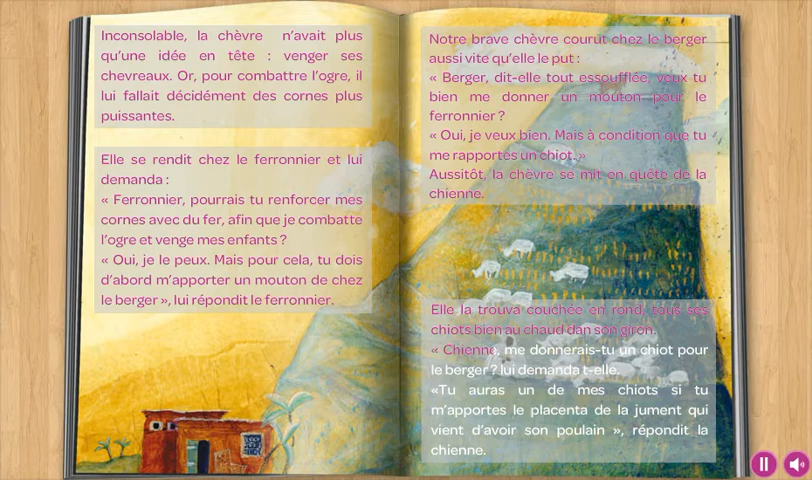 Inconsolable, la chèvre n'avait plus
qu'une idée en tête : venger ses
chevreaux. Or, pour combattre l'ogre, il
lui fallait décidément des cornes plus
puissantes.
Elle se rendit chez le ferronnier et lui
demanda :
« Ferronnier, pourrais tu renforcer mes
cornes avec du fer, afin que je combatte
l'ogre et venge mes enfants ?
« Oui, je le peux. Mais pour cela, tu dois
d'abord m'apporter un mouton de chez
le berger », lui répondit le ferronnier.
Notre brave chèvre courut chez le berger
aussi vite qu'elle le put :
« Berger, dit-elle tout essoufflée, veux tu
bien me donner un mouton pour le
ferronnier ?
« Oui, je veux bien. Mais à condition que tu
me rapportes un chiot. »
Aussitôt, la chèvre se mit en quête de la
chienne.
Elle la trouva couchée en rond, tous ses
chiots bien au chaud dan son giron.
« Chienne, me donnerais-tu un chiot pour
le berger ? lui demanda t-elle.
«Tu auras un de mes chiots si tu
m'apportes le placenta de la jument qui
vient d'avoir son poulain », répondit la
chienne.